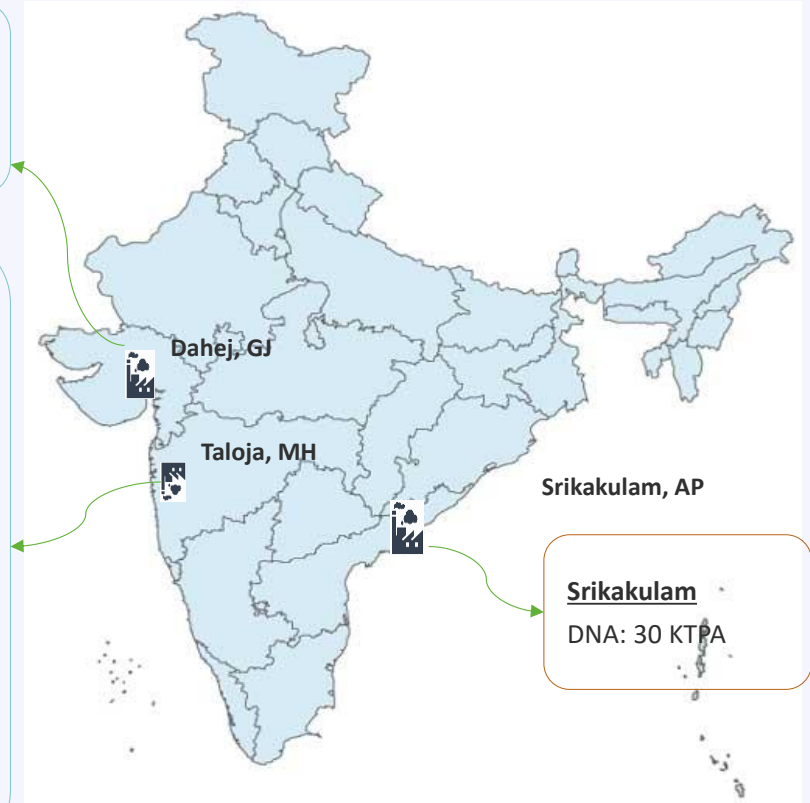 Dahej, GJ
Taloja, MH
Srikakulam, AP
Srikakulam
DNA: 30 KTPA